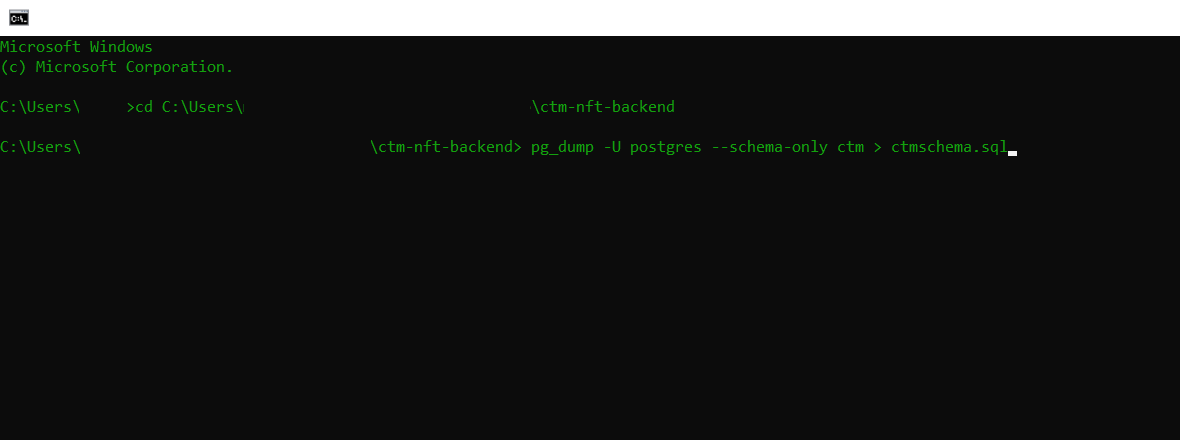 Microsoft Windows
(c) Microsoft Corporation.
C:\Users\ >cd C:\Users\ \ctm-nft-backend
C:\Users\ \ctm-nft-backend> pg_dump -U postgres --schema-only ctm > ctmschema.sql